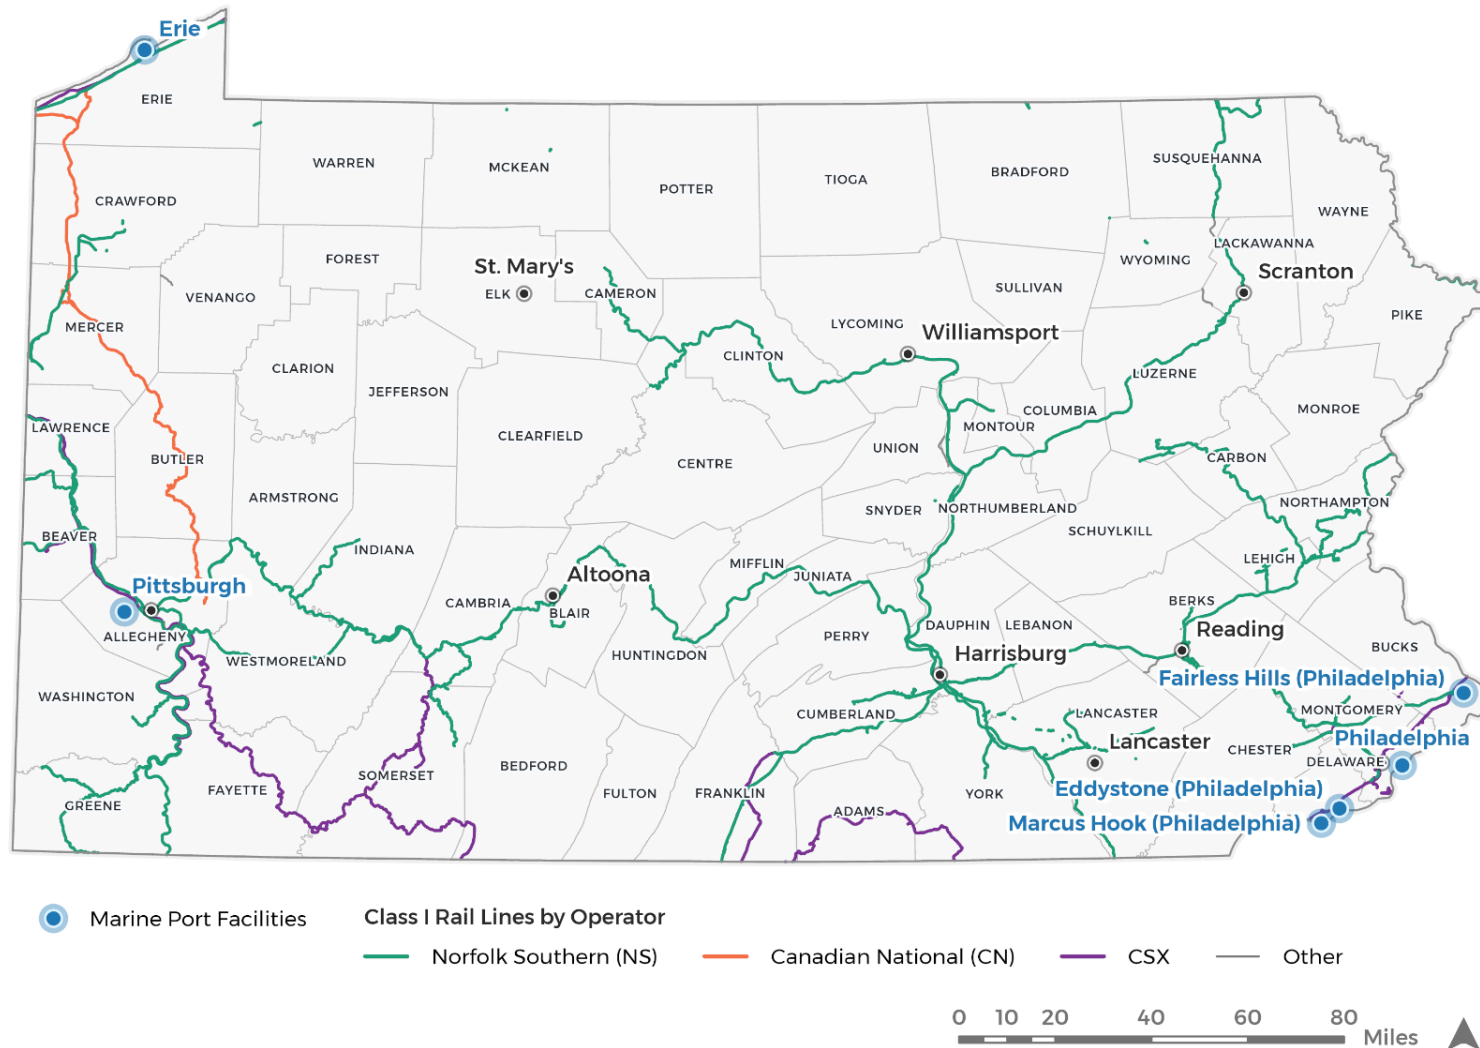 Erie
ERIE
WARREN
MCKEAN
POTTER
TIOGA
BRADFORD
SUSQUEHANNA
WAYNE
CRAWFORD
FOREST
VENANGO
St. Mary's
ELK
CAMERON
SULLIVAN
WYOMING
LACKAWANNA
Scranton
PIKE
MERCER
CLARION
JEFFERSON
CLINTON
LYCOMING
Williamsport
LUZERNE
COLUMBIA
MONTOUR
MONROE
LAWRENCE
BUTLER
CLEARFIELD
CENTRE
UNION
CARBON
ARMSTRONG
SNYDER
NORTHUMBERLAND
SCHUYLKILL
NORTHAMPTON
BEAVER
INDIANA
LEHIGH
Pittsburgh
ALLEGHENY
CAMBRIA
Altoona
BLAIR
MIFFLIN
JUNIATA
PERRY
DAUPHIN
LEBANON
BERKS
Reading
BUCKS
WESTMORELAND
HUNTINGDON
Harrisburg
Fairless Hills (Philadelphia)
WASHINGTON
CUMBERLAND
LANCASTER
Lancaster
MONTGOMERY
Philadelphia
CHESTER
DELAWARE
GREENE
FAYETTE
SOMERSET
BEDFORD
FULTON
FRANKLIN
ADAMS
YORK
Eddystone (Philadelphia)
Marcus Hook (Philadelphia)
Marine Port Facilities
Class I Rail Lines by Operator
Norfolk Southern (NS)
Canadian National (CN)
CSX
Other
0 10 20 40 60 80
Miles